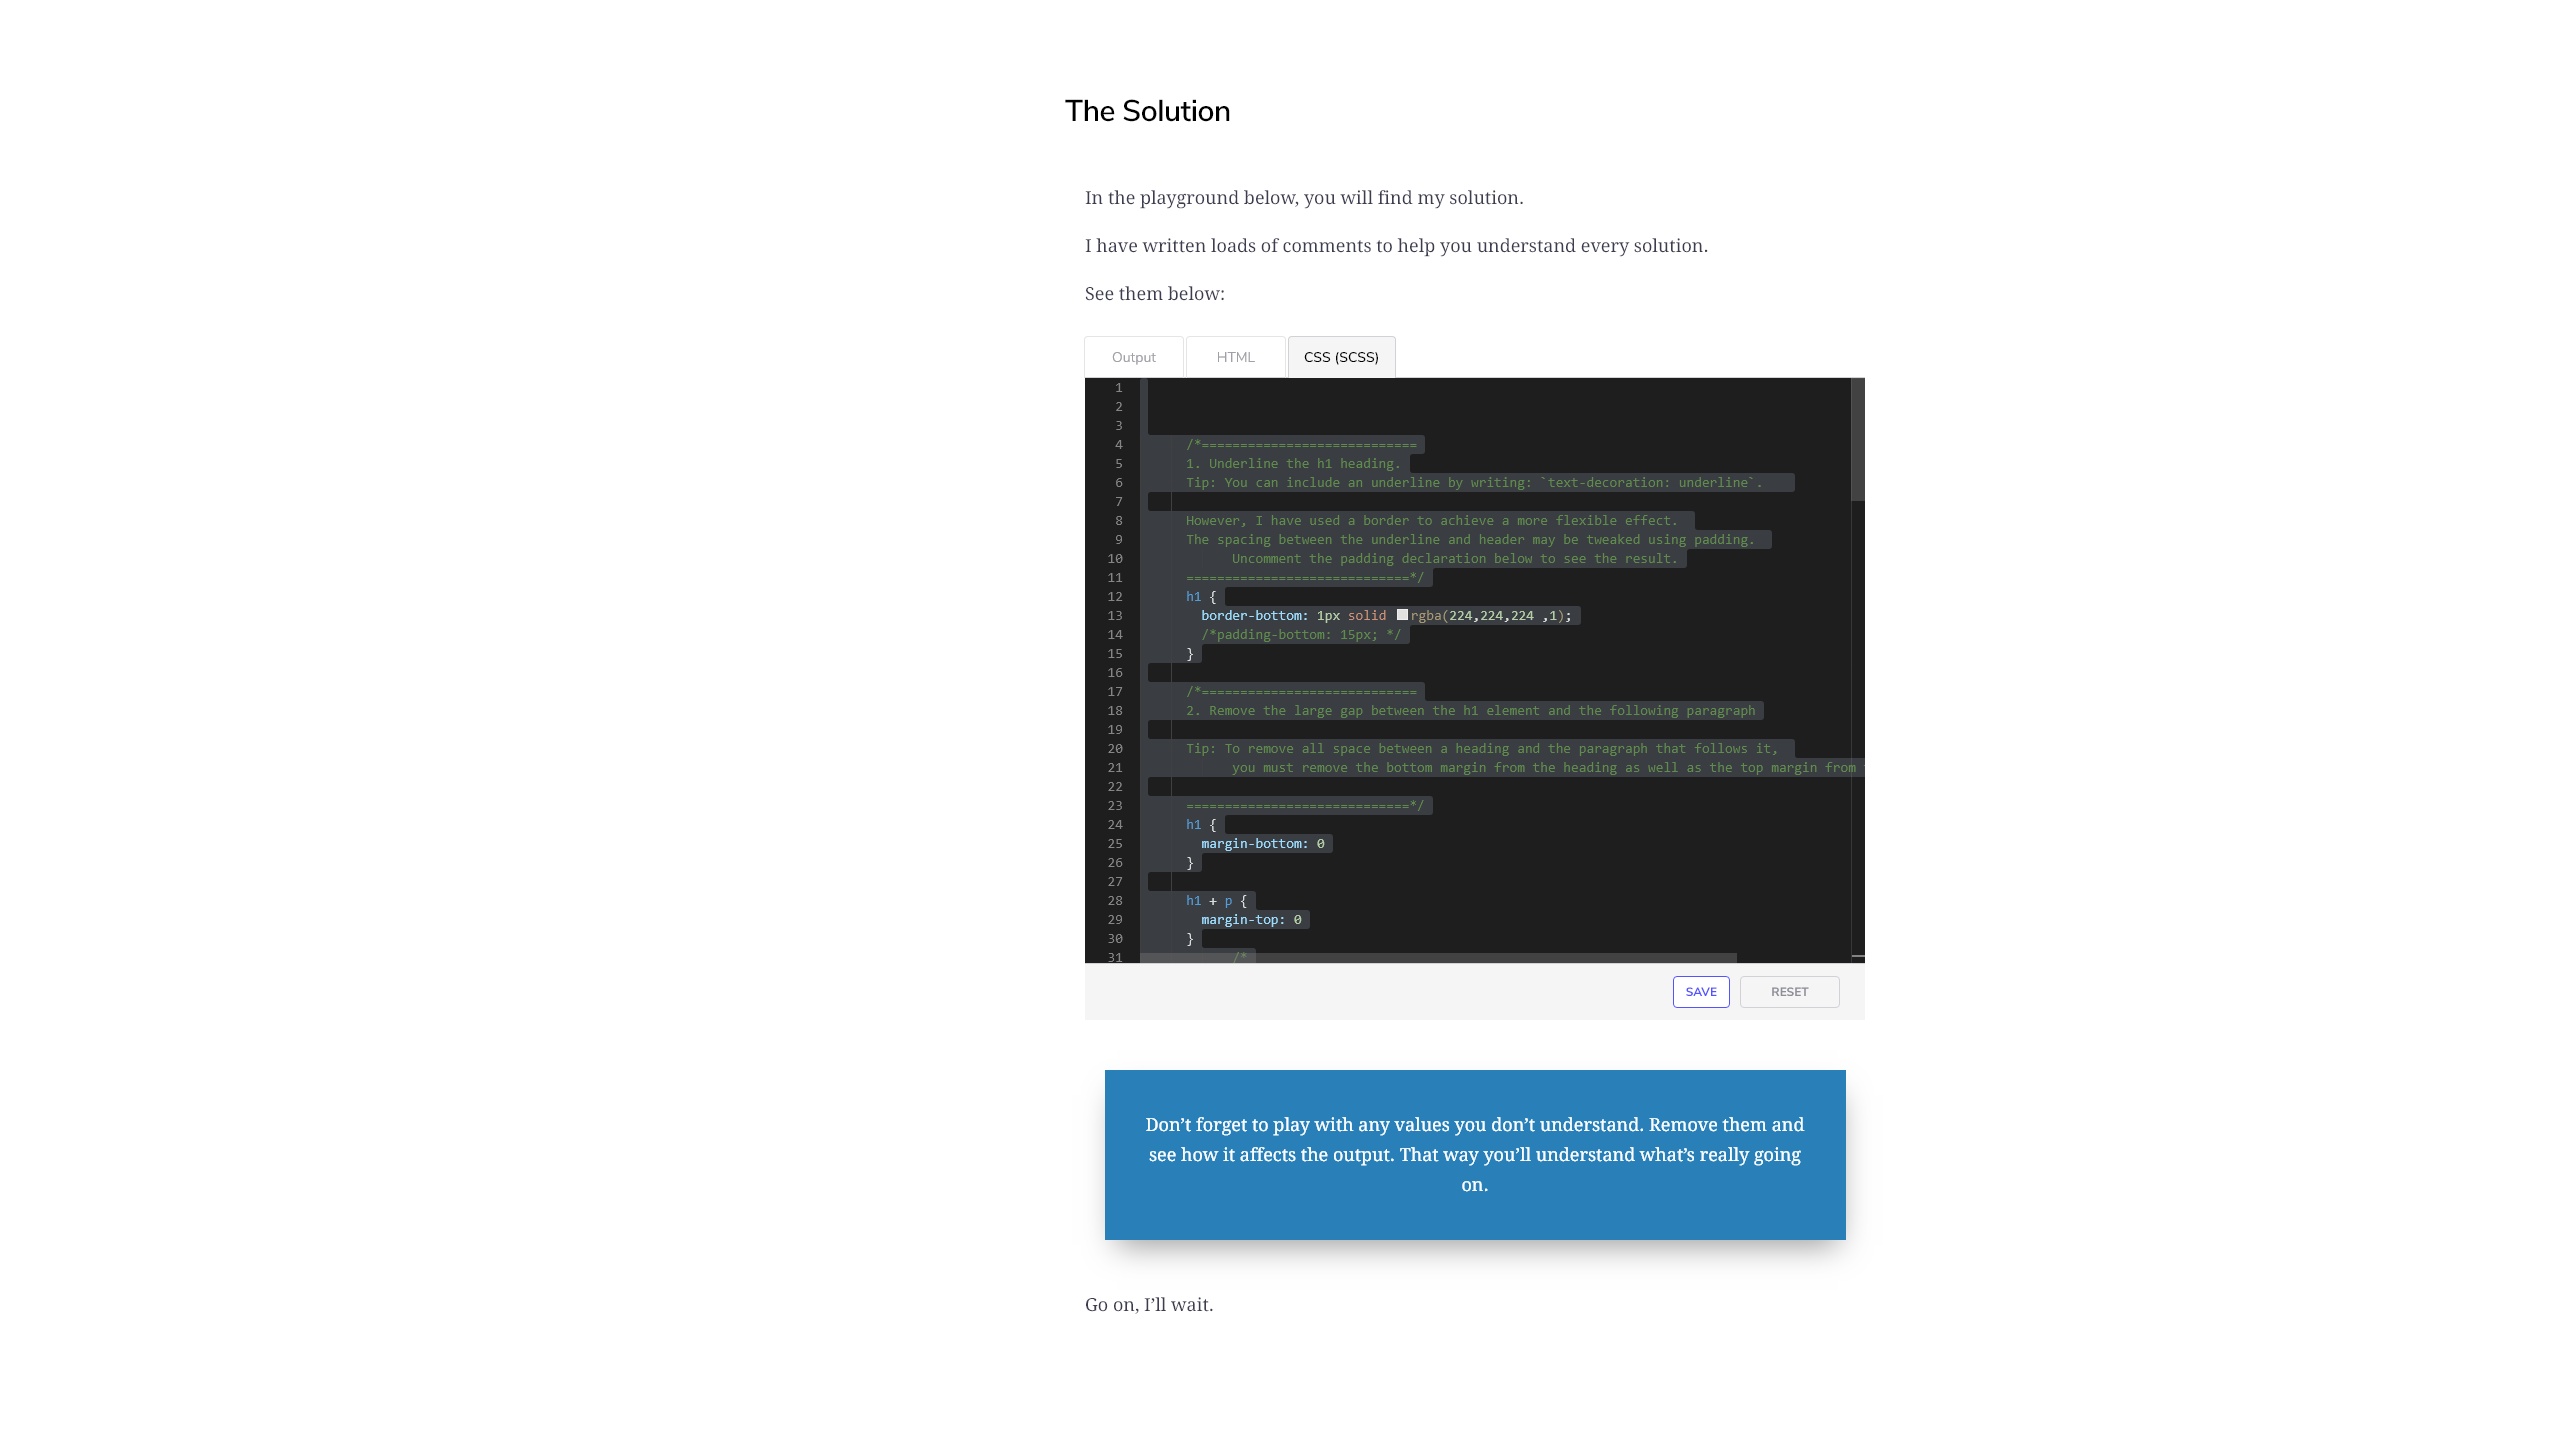 The Solution
In the playground below, you will find my solution.
I have written loads of comments to help you understand every solution.
See them below:
Output HTML CSS (SCSS)
1
2
3
4 /*============================
5 1. Underline the h1 heading.
6 Tip: You can include an underline by writing: `text-decoration: underline`.
7
8 However, I have used a border to achieve a more flexible effect.
9 The spacing between the underline and header may be tweaked using padding.
10 Uncomment the padding declaration below to see the result.
11 =============================*/
12 h1 {
13 border-bottom: 1px solid rgba(224,224,224 ,1);
14 /*padding-bottom: 15px; */
15 }
16
17 /*============================
18 2. Remove the large gap between the h1 element and the following paragraph
19
20 Tip: To remove all space between a heading and the paragraph that follows it,
21 you must remove the bottom margin from the heading as well as the top margin from
22
23 =============================*/
24 h1 {
25 margin-bottom: 0
26 }
27
28 h1 + p {
29 margin-top: 0
30 }
31 /*
SAVE RESET
Don’t forget to play with any values you don’t understand. Remove them and
see how it affects the output. That way you’ll understand what’s really going
on.
Go on, I’ll wait.